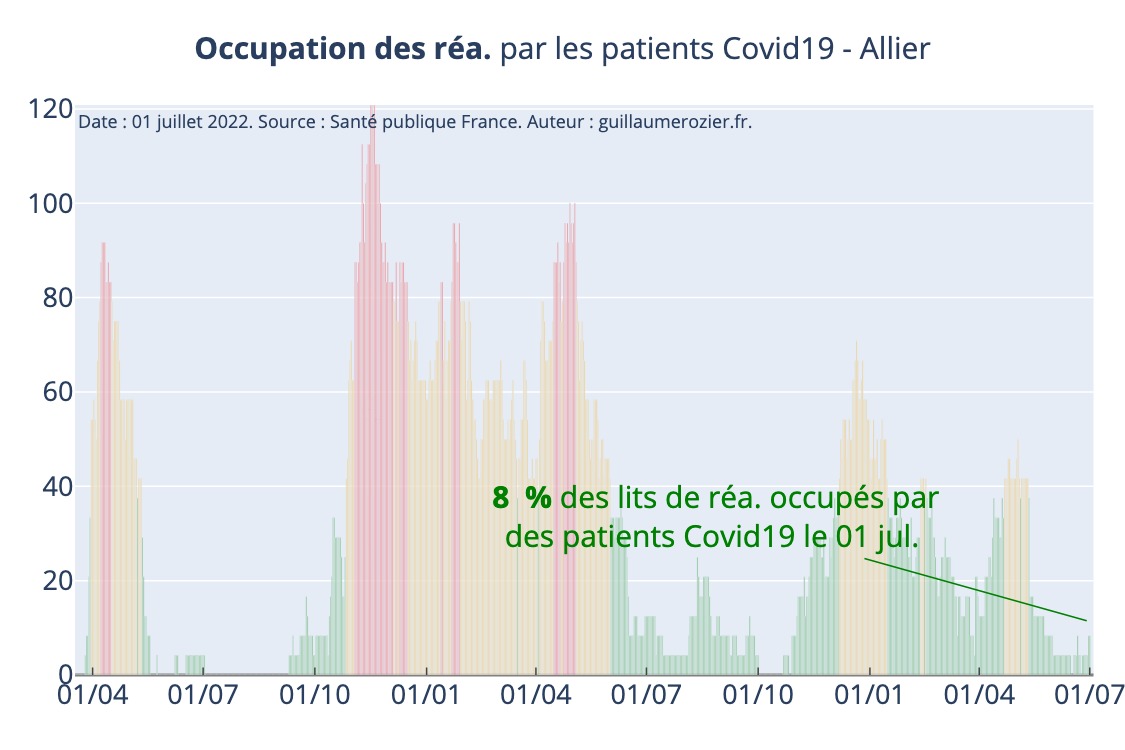 Occupation des réa. par les patients Covid19 - Allier
120
Date : 01 juillet 2022. Source : Santé publique France. Auteur : guillaumerozier.fr.
100
80
60
40
8 % des lits de réa. occupés par
des patients Covid19 le 01 jul.
20
0
01/04 01/07 01/10 01/01 01/04 01/07 01/10 01/01 01/04 01/07